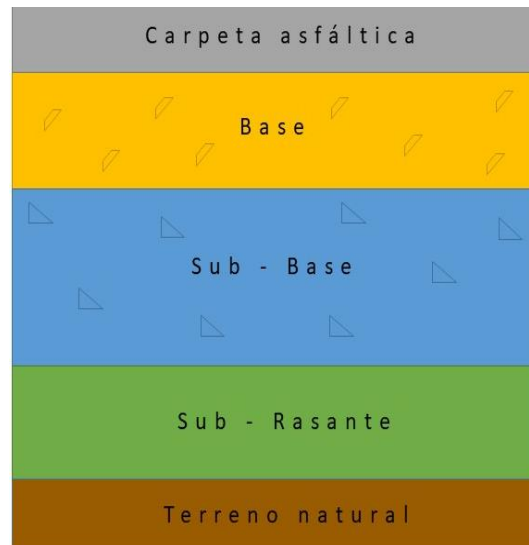 Carpeta asfáltica
Base
Sub - Base
Sub - Rasante
Terreno natural